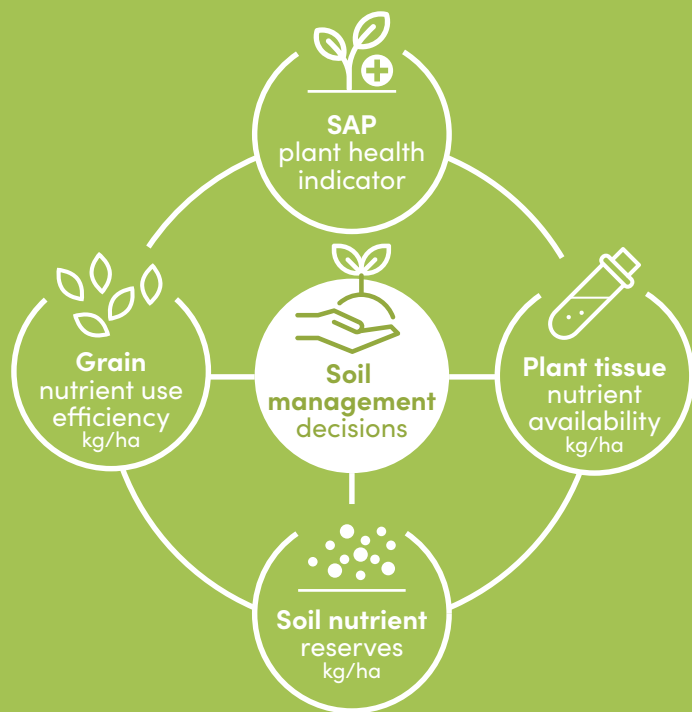 SAP
plant health
indicator
Grain
nutrient use
efficiency
kg/ha
Soil
management
decisions
Plant tissue
nutrient
availability
kg/ha
Soil nutrient
reserves
kg/ha